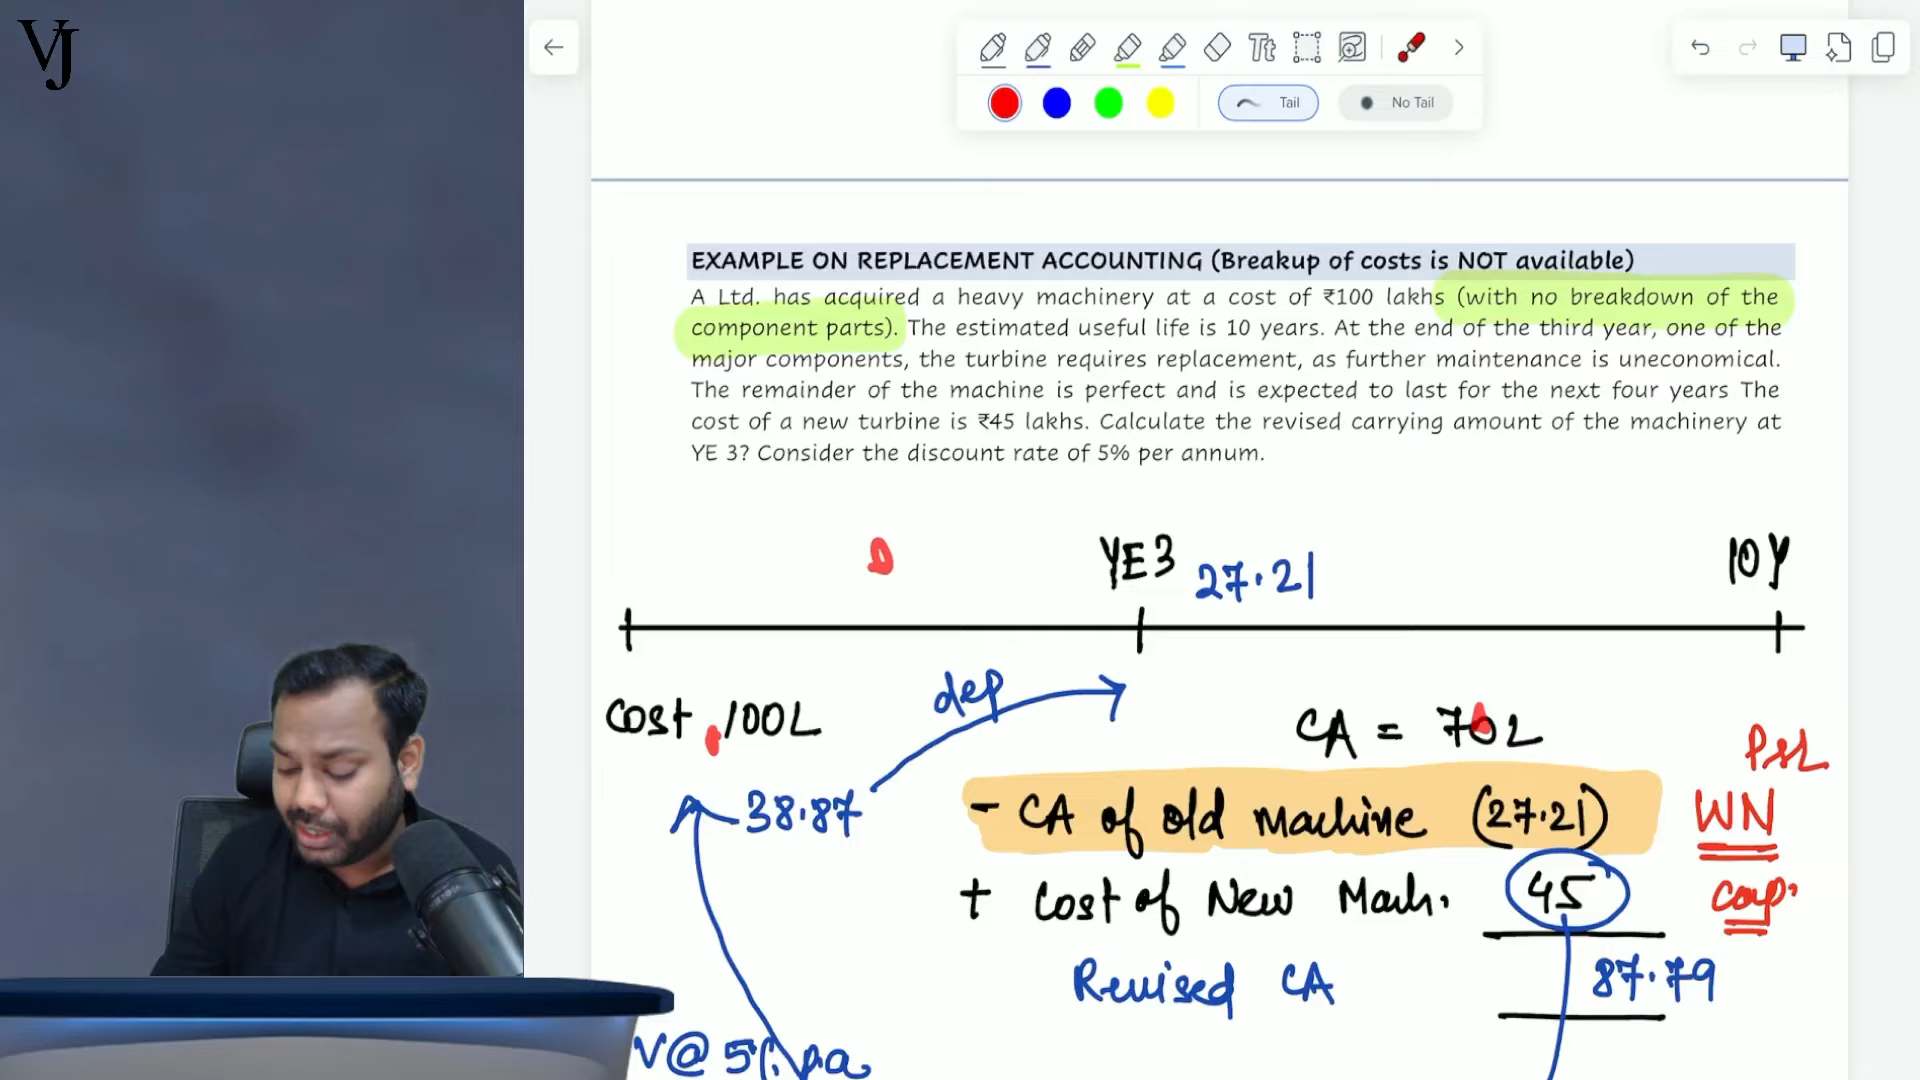 VJ
Tt
Tail
No Tail
EXAMPLE ON REPLACEMENT ACCOUNTING (Breakup of costs is NOT available)
A Ltd. has acquired a heavy machinery at a cost of ₹100 lakhs (with no breakdown of the
component parts). The estimated useful life is 10 years. At the end of the third year, one of the
major components, the turbine requires replacement, as further maintenance is uneconomical.
The remainder of the machine is perfect and is expected to last for the next four years The
cost of a new turbine is ₹45 lakhs. Calculate the revised carrying amount of the machinery at
YE 3? Consider the discount rate of 5% per annum.
YE3 27.21 10Y
dep
Cost 100L
CA = 70L
P&L
38.87
- CA of old Machine (27.21)
WN
+ Cost of New Mach. 45
Cap.
Revised CA 87.79
V@ 5% p.a